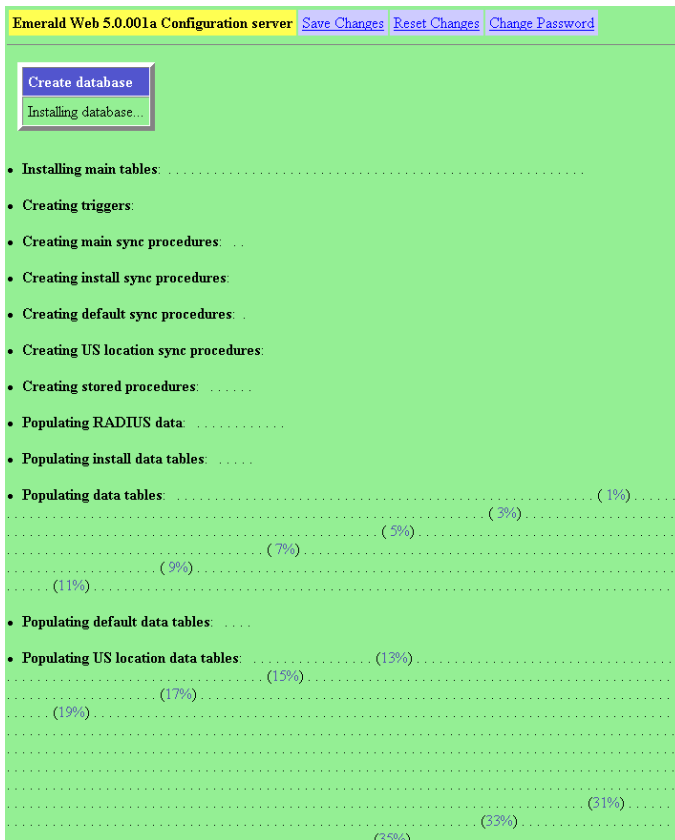 Emerald Web 5.0.001a Configuration server Save Changes Reset Changes Change Password
Create database
Installing database...
• Installing main tables: . . . . . . . . . . . . . . . . . . . . . . . . . . . . . . . . . . . . . . . . . . . . . . . . . . . . . . .
• Creating triggers:
• Creating main sync procedures: . .
• Creating install sync procedures:
• Creating default sync procedures: .
• Creating US location sync procedures:
• Creating stored procedures: . . . . . .
• Populating RADIUS data: . . . . . . . . . . . .
• Populating install data tables: . . . . .
• Populating data tables: . . . . . . . . . . . . . . . . . . . . . . . . . . . . . . . . . . . . . . . . . . . . . . . . . . . . . . . ( 1%) . . . . . .
. . . . . . . . . . ( 3%) . . . . . . . . . .
. . . . . . . . . . ( 5%) . . . . . . . . . .
. . . . . . . . . . ( 7%) . . . . . . . . . .
. . . . . . . . . . ( 9%) . . . . . . . . . .
. . . . . . (11%) . . . . . . . . . .
• Populating default data tables: . . . .
• Populating US location data tables: . . . . . . . . . . . . . . . . (13%) . . . . . . . . . .
. . . . . . . . . . (15%) . . . . . . . . . .
. . . . . . . . . . (17%) . . . . . . . . . .
. . . . . . (19%) . . . . . . . . . .
. . . . . . . . . .
. . . . . . . . . .
. . . . . . . . . .
. . . . . . . . . .
. . . . . . . . . . (31%) . . . . . . . . . .
. . . . . . . . . . (33%) . . . . . . . . . .
. . . . . . . . . . (35%) . . . . . . . . . .